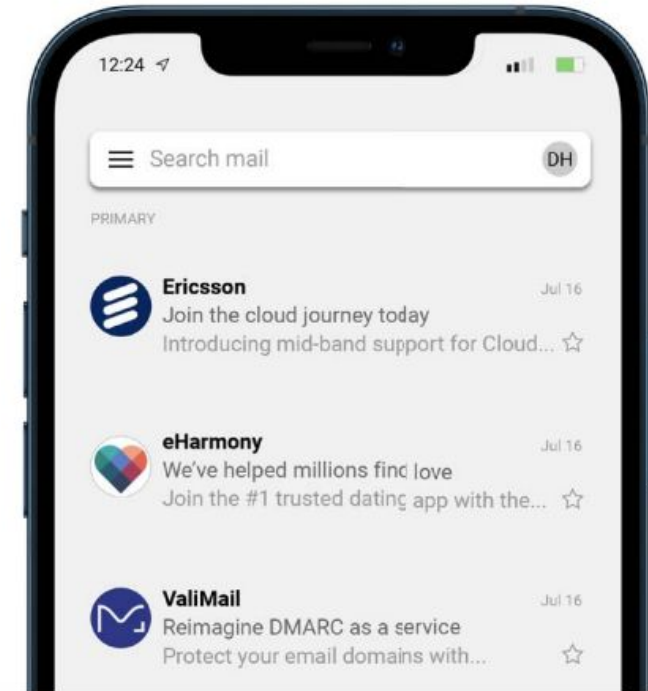 12:24
Search mail
DH
PRIMARY
Ericsson
Jul 16
Join the cloud journey today
Introducing mid-band support for Cloud...
eHarmony
Jul 16
We've helped millions find love
Join the #1 trusted dating app with the...
ValiMail
Jul 16
Reimagine DMARC as a service
Protect your email domains with...